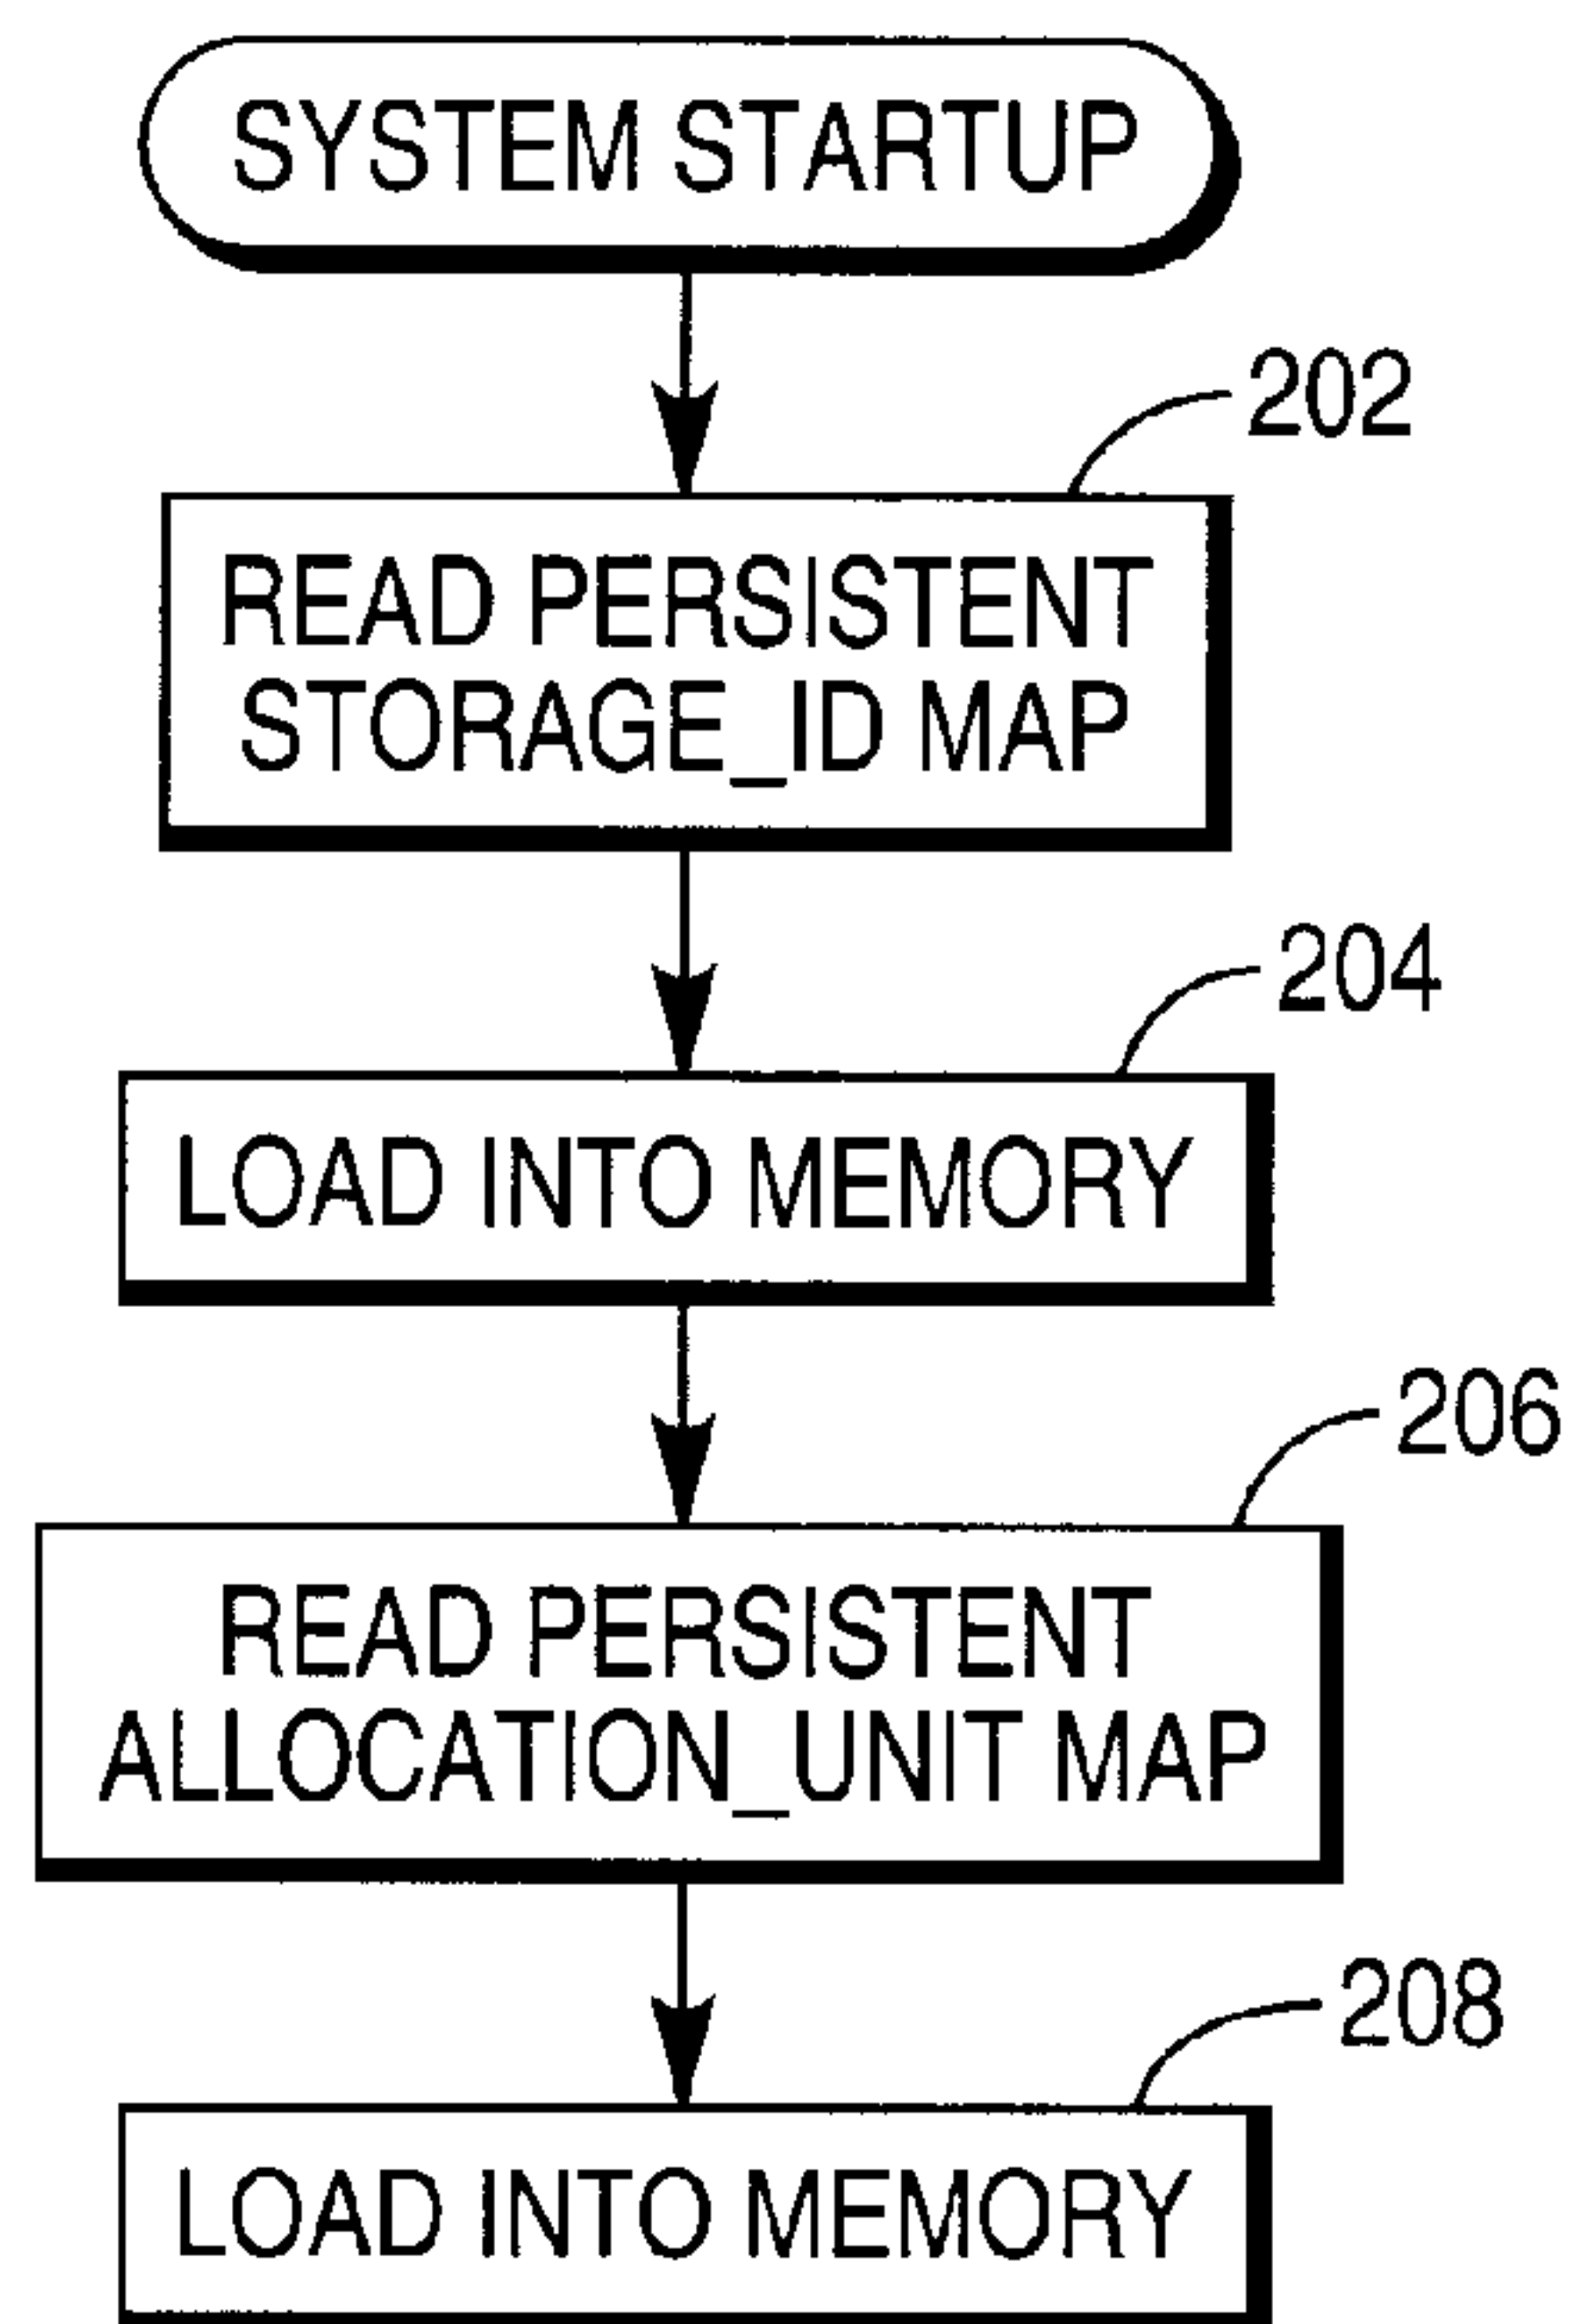 SYSTEM STARTUP
202
READ PERSISTENT
STORAGE_ID MAP
204
LOAD INTO MEMORY
206
READ PERSISTENT
ALLOCATION_UNIT MAP
208
LOAD INTO MEMORY